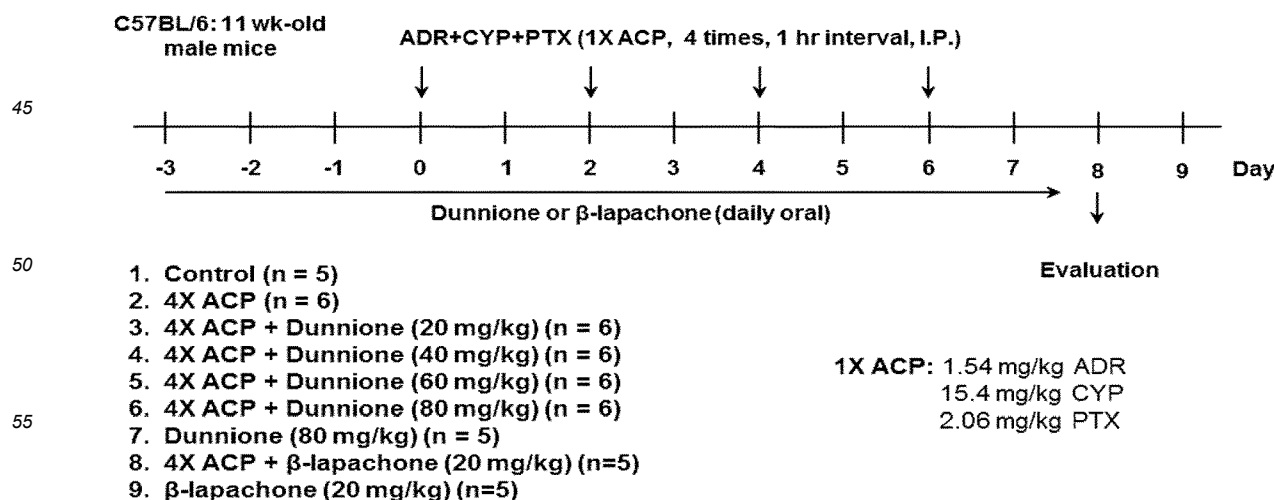 C57BL/6: 11 wk-old
male mice
ADR+CYP+PTX (1X ACP, 4 times, 1 hr interval, I.P.)
45
-3 -2 -1 0 1 2 3 4 5 6 7 8 9 Day
Dunnione or β-lapachone (daily oral)
50
Evaluation
1. Control (n = 5)
2. 4X ACP (n = 6)
3. 4X ACP + Dunnione (20 mg/kg) (n = 6)
4. 4X ACP + Dunnione (40 mg/kg) (n = 6)
5. 4X ACP + Dunnione (60 mg/kg) (n = 6)
6. 4X ACP + Dunnione (80 mg/kg) (n = 6)
7. Dunnione (80 mg/kg) (n = 5)
8. 4X ACP + β-lapachone (20 mg/kg) (n=5)
9. β-lapachone (20 mg/kg) (n=5)
1X ACP: 1.54 mg/kg ADR
15.4 mg/kg CYP
2.06 mg/kg PTX
55